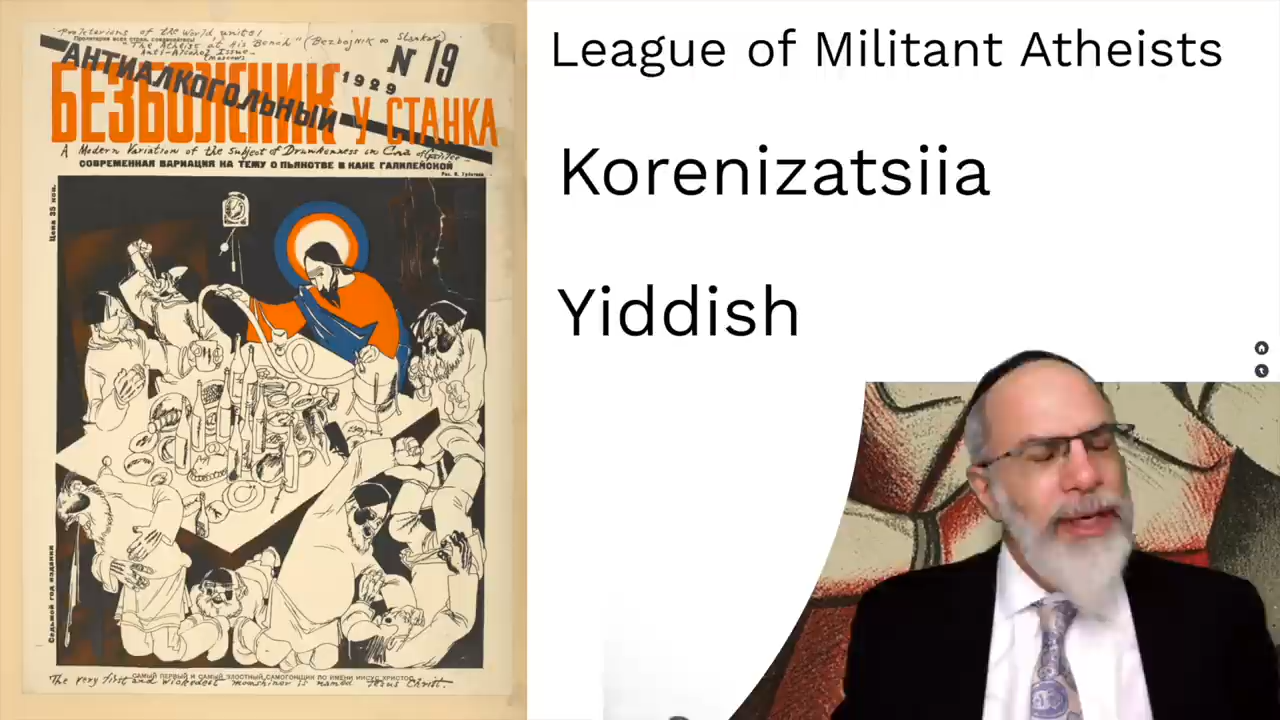 Proletarians of the World unite!
Пролетарии всех стран, соединяйтесь!
"The Atheist at His Bench" (Bezbojnik oo Stanka)
Anti-Alcohol Issue
(Moscow)
АНТИАЛКОГОЛЬНЫЙ
N 19
1929
БЕЗБОЖНИК У СТАНКА
A Modern Variation of the Subject of Drunkenness in Cana of Galilee
СОВРЕМЕННАЯ ВАРИАЦИЯ НА ТЕМУ О ПЬЯНСТВЕ В КАНЕ ГАЛИЛЕЙСКОЙ
Цена 35 коп.
Седьмой год издания
САМЫЙ ПЕРВЫЙ И САМЫЙ ЗЛОСТНЫЙ САМОГОНЩИК ПО ИМЕНИ ИИСУС ХРИСТОС
The very first and wickedest moonshiner is named Jesus Christ.
League of Militant Atheists
Korenizatsiia
Yiddish